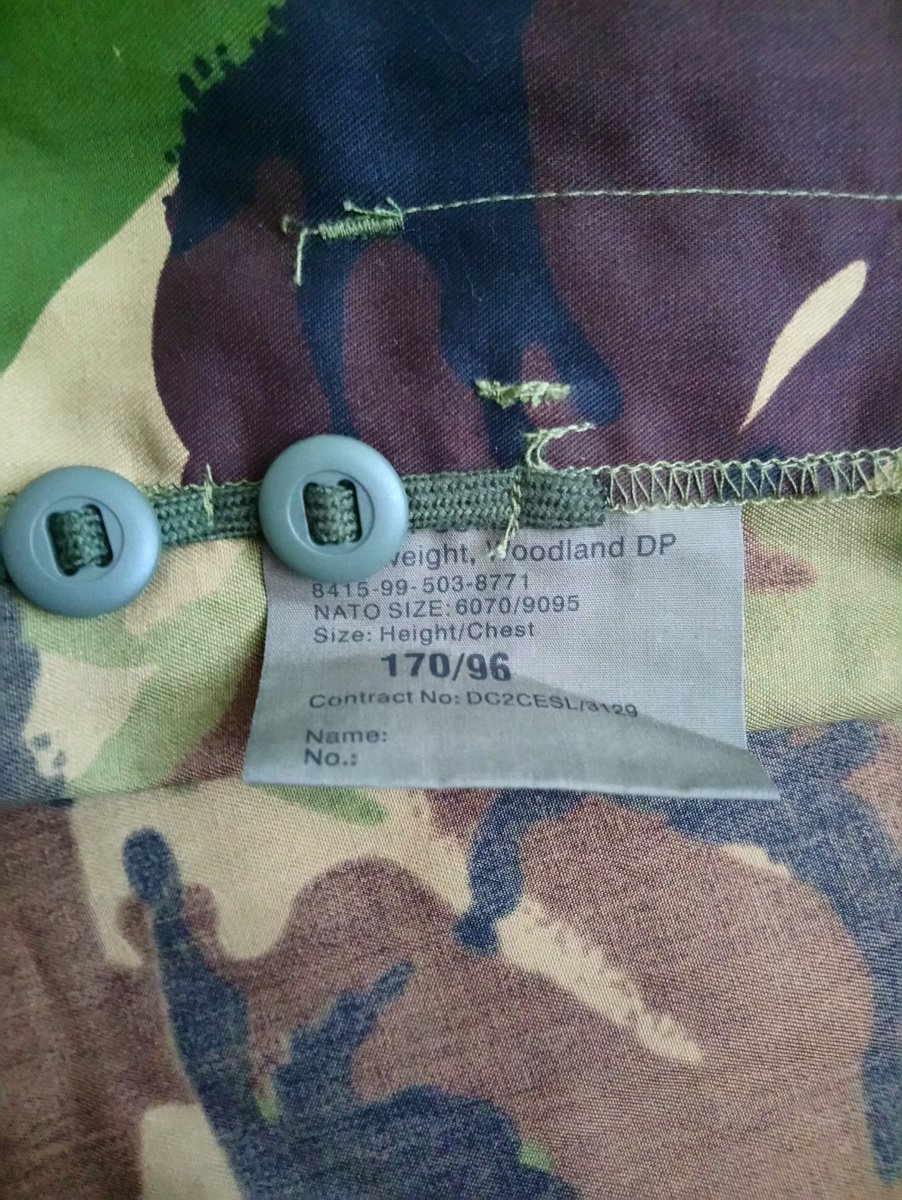 Woodland DP
8415-99-503-8771
NATO SIZE: 6070/9095
Size: Height/Chest
170/96
Contract No: DC2CESL/3129
Name:
No.: